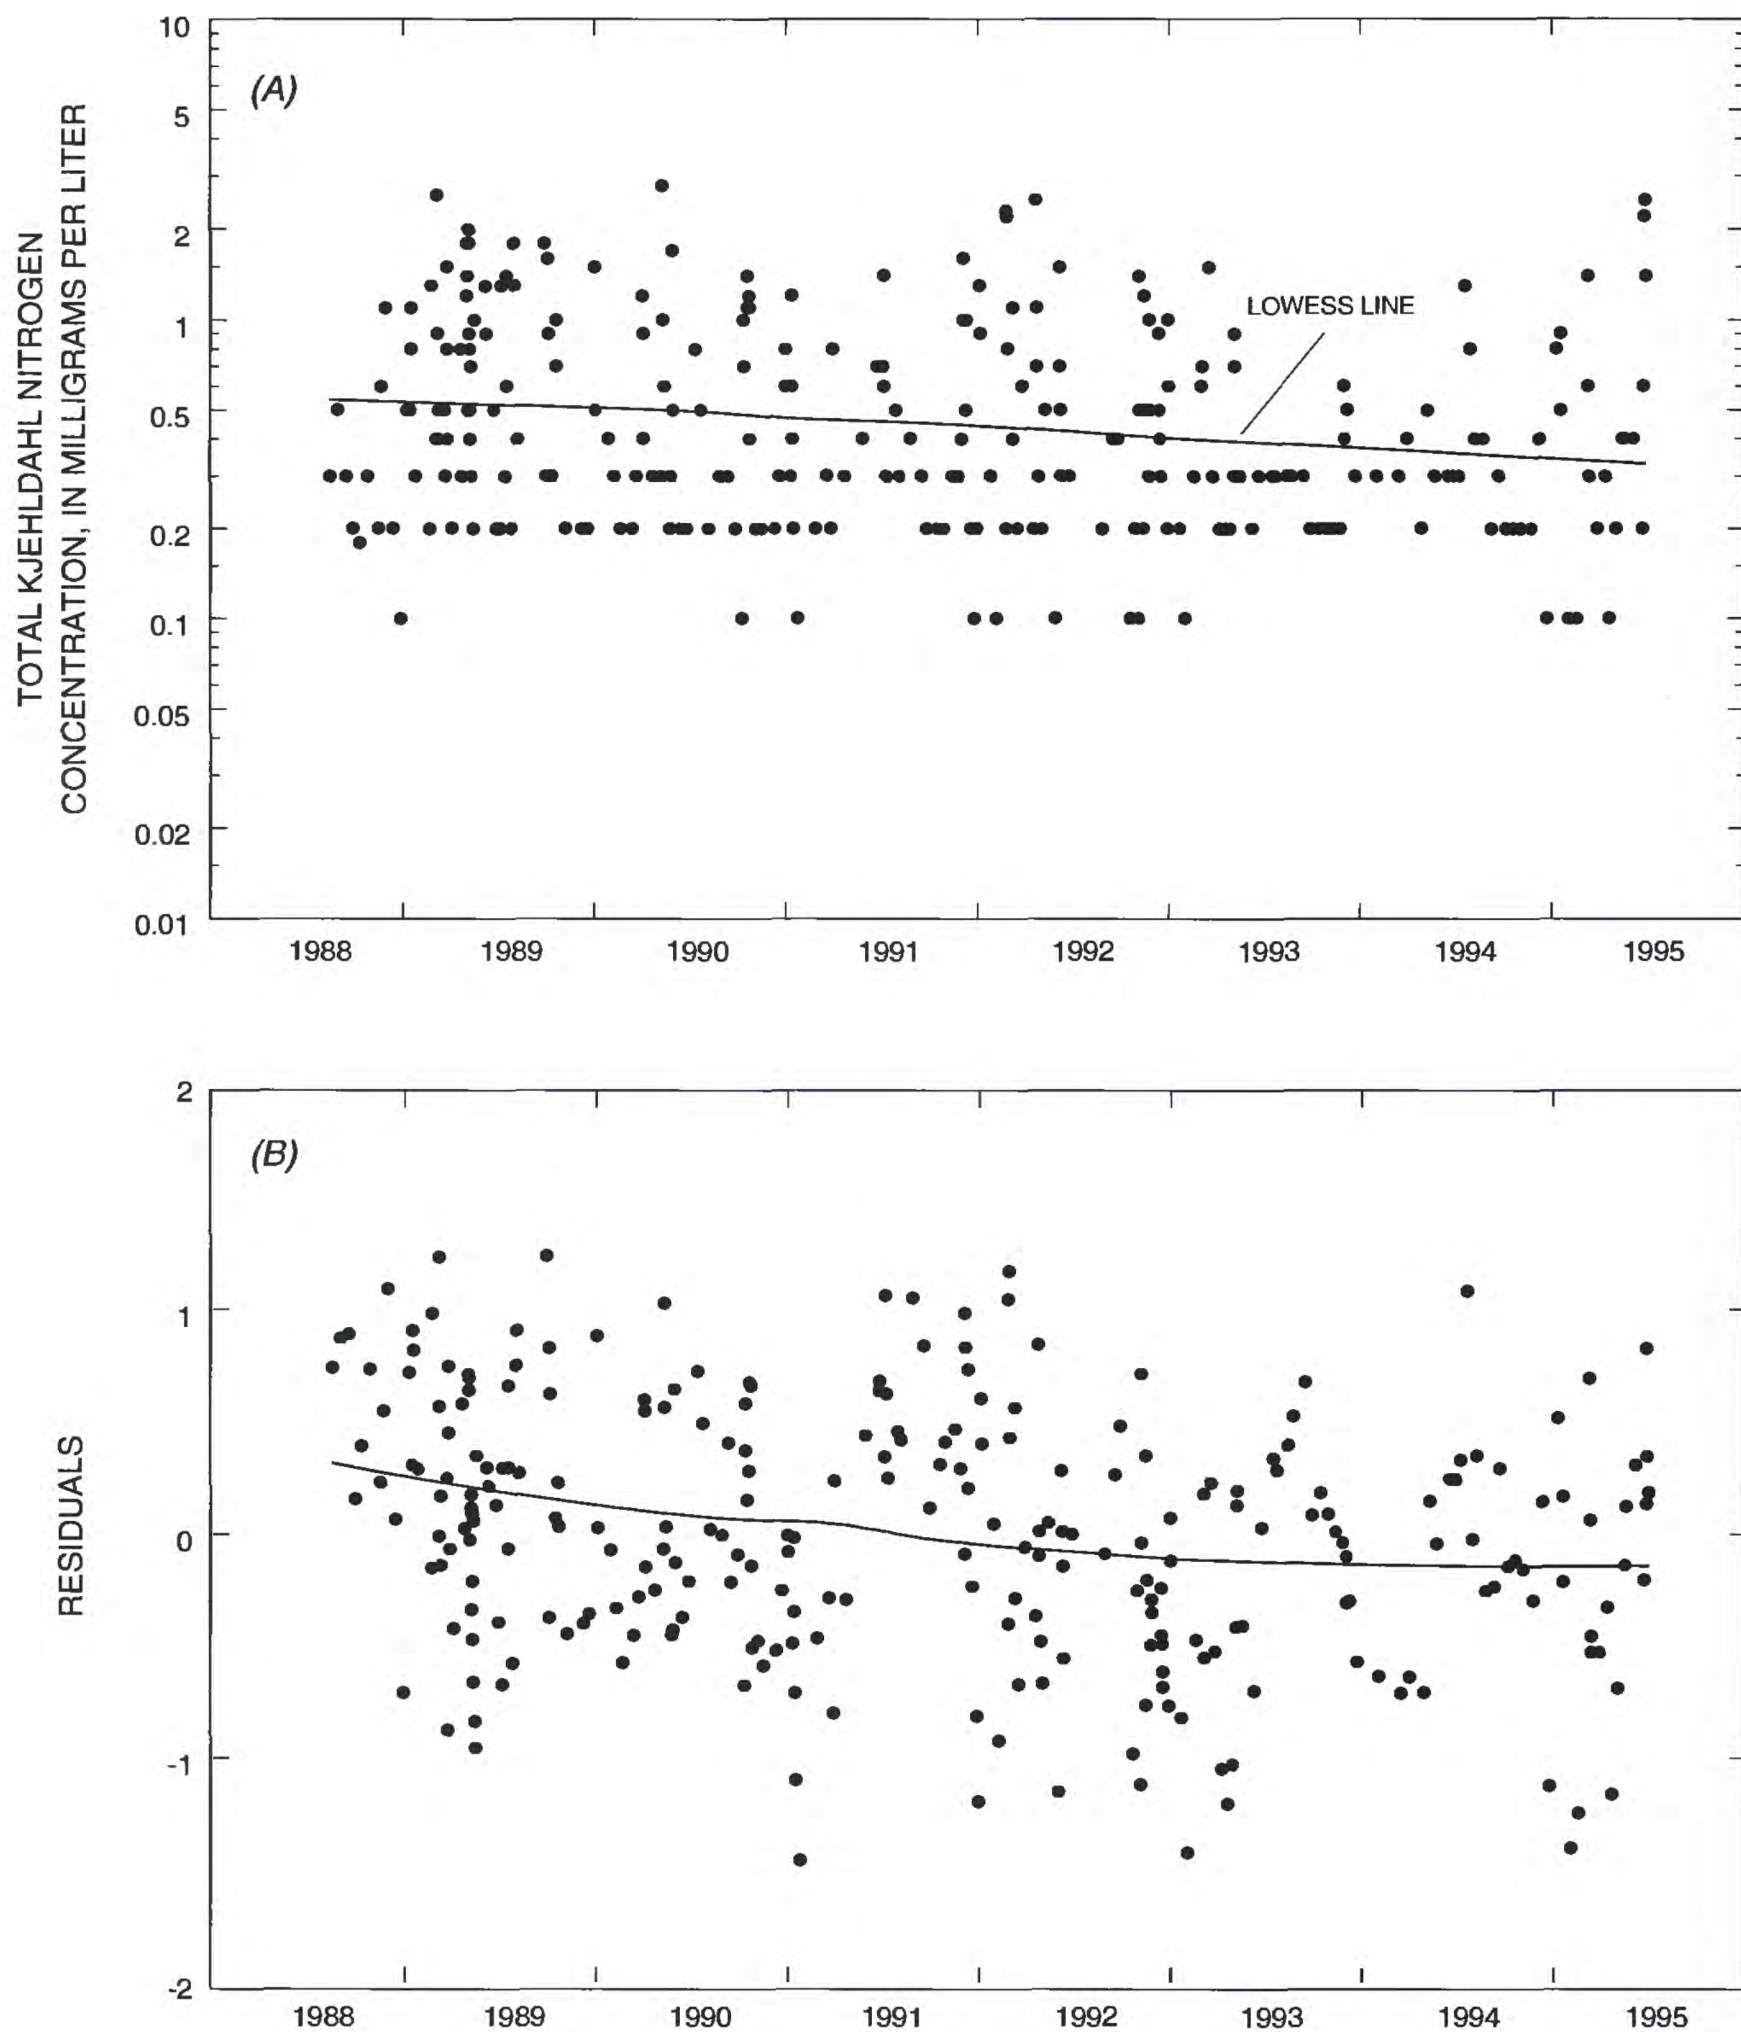 TOTAL KJEHLDAHL NITROGEN
CONCENTRATION, IN MILLIGRAMS PER LITER
10
5
2
1
0.5
0.2
0.1
0.05
0.02
0.01
(A)
LOWESS LINE
1988 1989 1990 1991 1992 1993 1994 1995
RESIDUALS
2
1
0
-1
-2
(B)
1988 1989 1990 1991 1992 1993 1994 1995